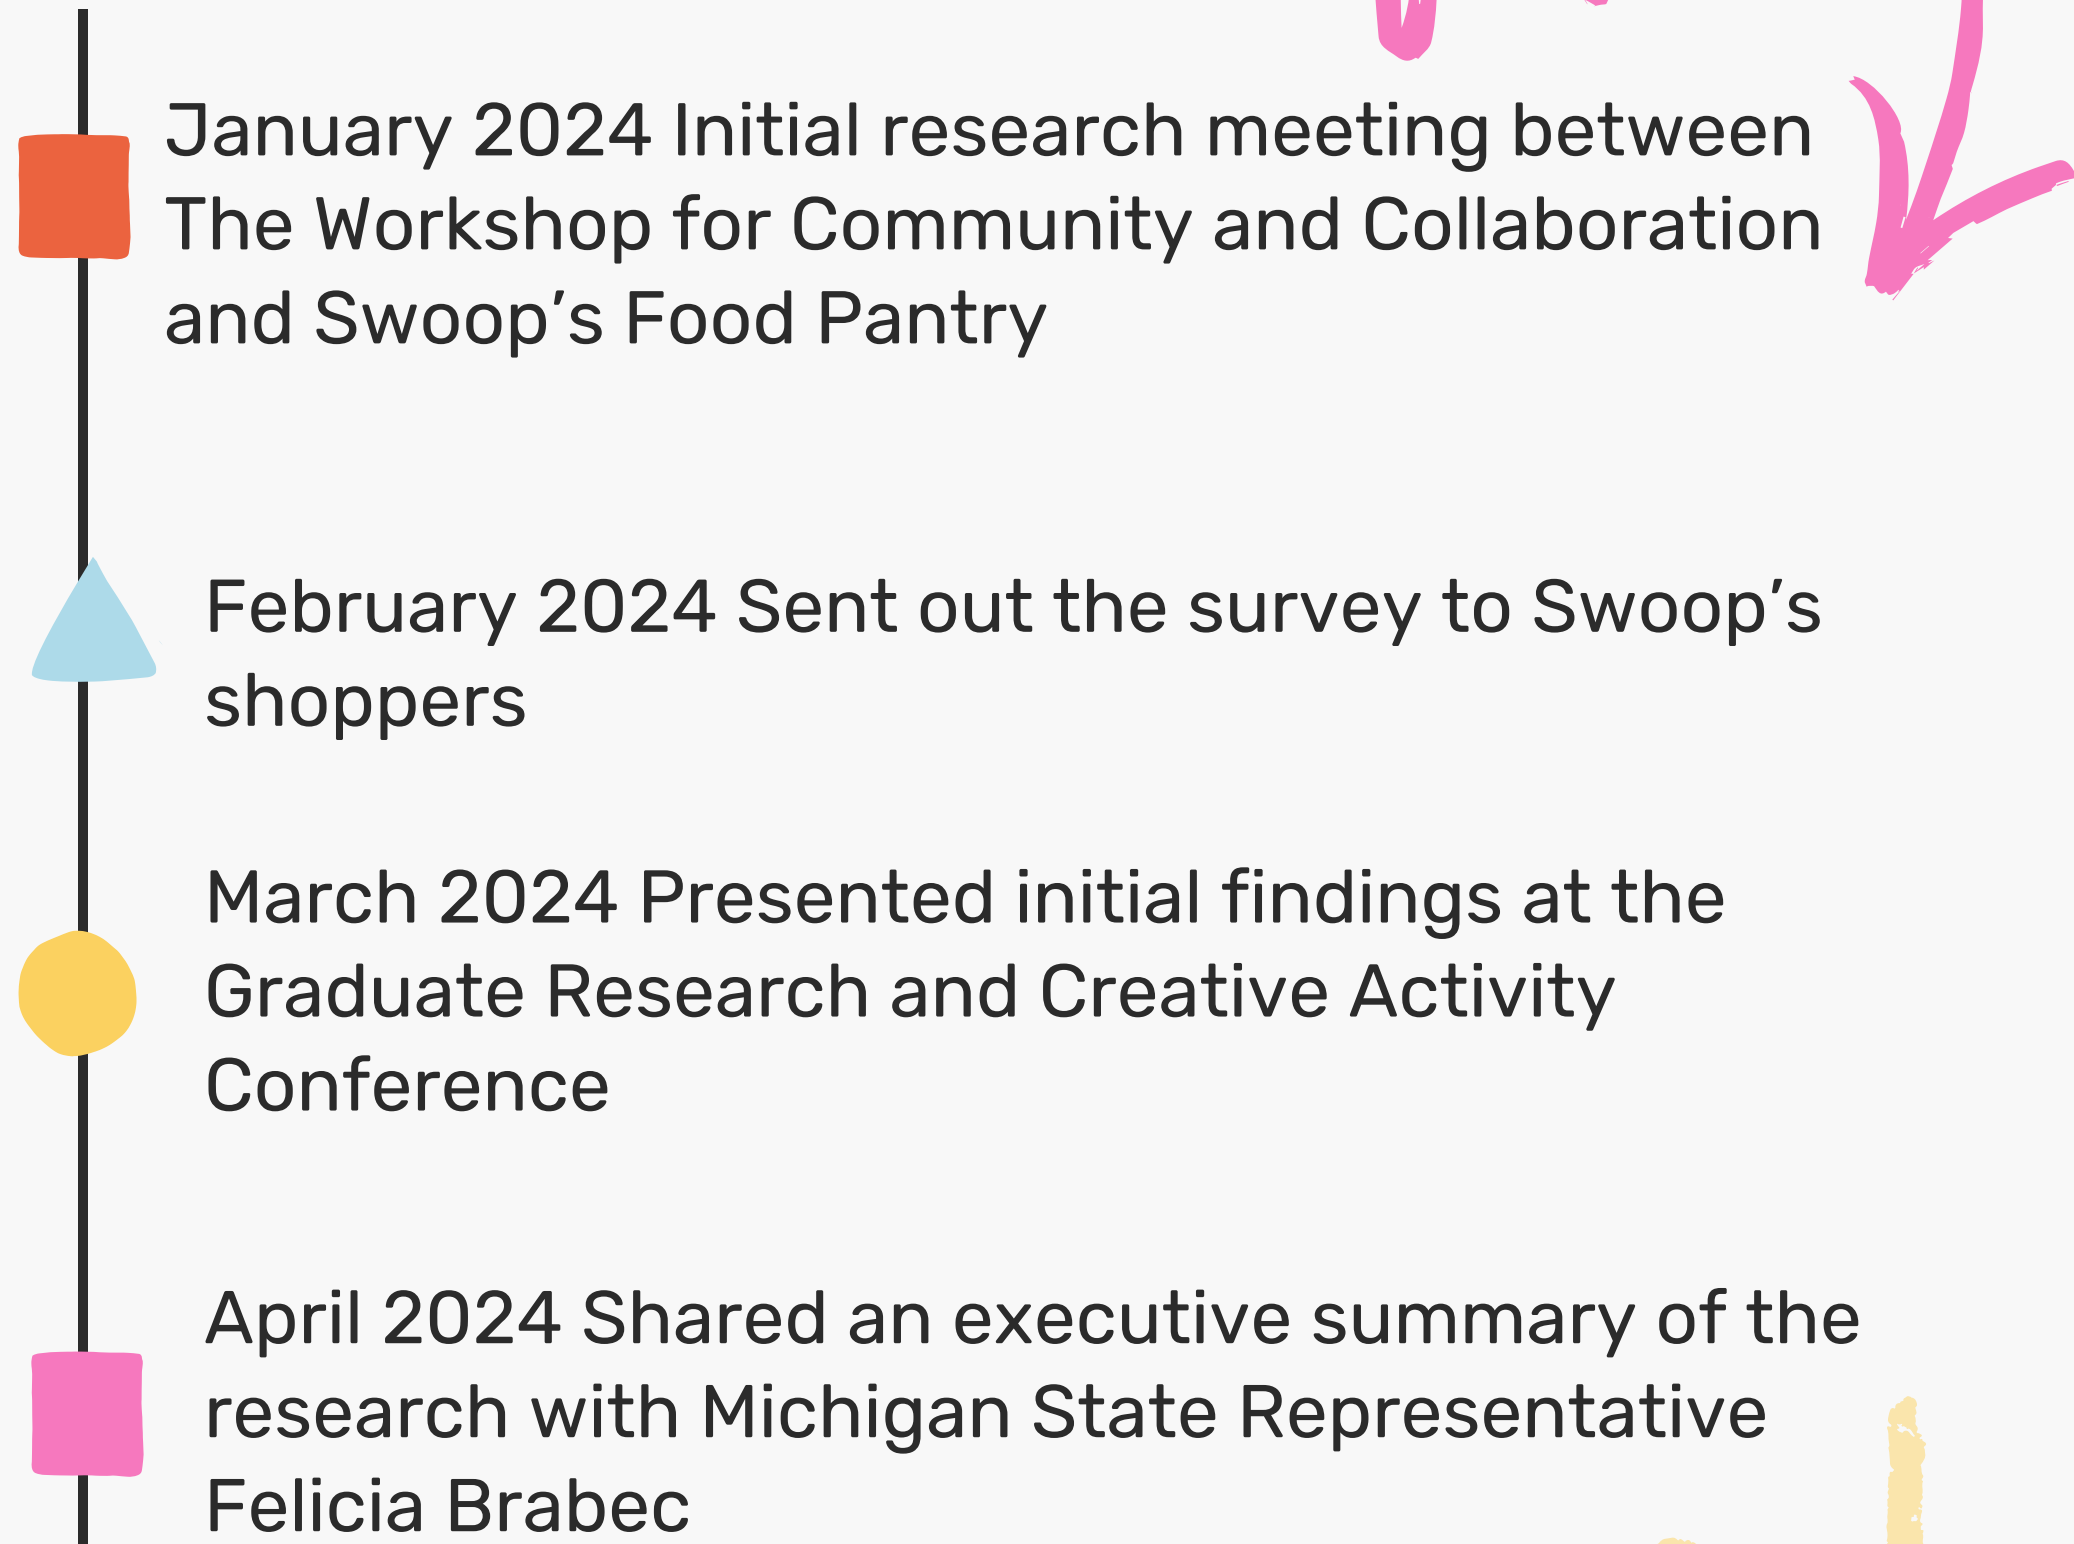 January 2024 Initial research meeting between
The Workshop for Community and Collaboration
and Swoop’s Food Pantry
February 2024 Sent out the survey to Swoop’s
shoppers
March 2024 Presented initial findings at the
Graduate Research and Creative Activity
Conference
April 2024 Shared an executive summary of the
research with Michigan State Representative
Felicia Brabec